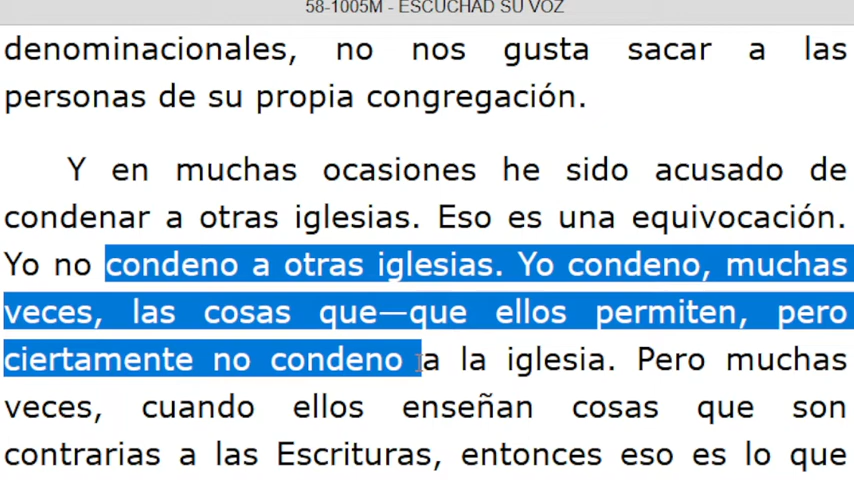 58-1005M - ESCUCHAD SU VOZ
denominacionales, no nos gusta sacar a las
personas de su propia congregación.
Y en muchas ocasiones he sido acusado de
condenar a otras iglesias. Eso es una equivocación.
Yo no condeno a otras iglesias. Yo condeno, muchas
veces, las cosas que—que ellos permiten, pero
ciertamente no condeno a la iglesia. Pero muchas
veces, cuando ellos enseñan cosas que son
contrarias a las Escrituras, entonces eso es lo que